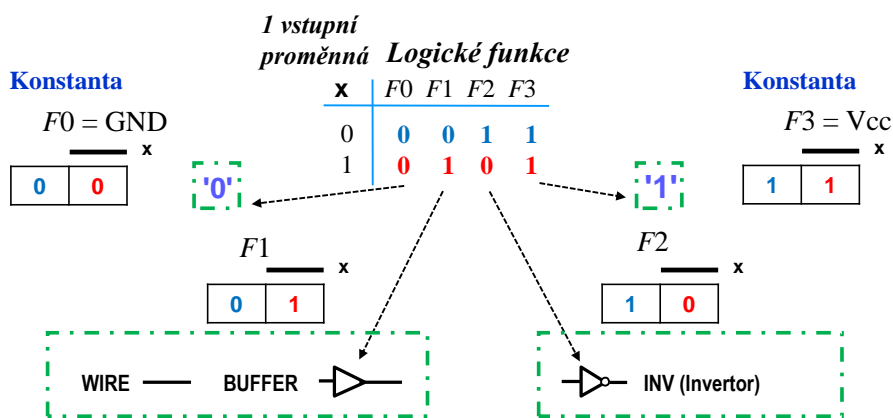 1 vstupní
proměnná
Logické funkce
x F0 F1 F2 F3
0 0 0 1 1
1 0 1 0 1
Konstanta
F0 = GND
x
0 0
'0'
Konstanta
F3 = Vcc
x
1 1
'1'
F1
x
0 1
F2
x
1 0
WIRE BUFFER
INV (Invertor)